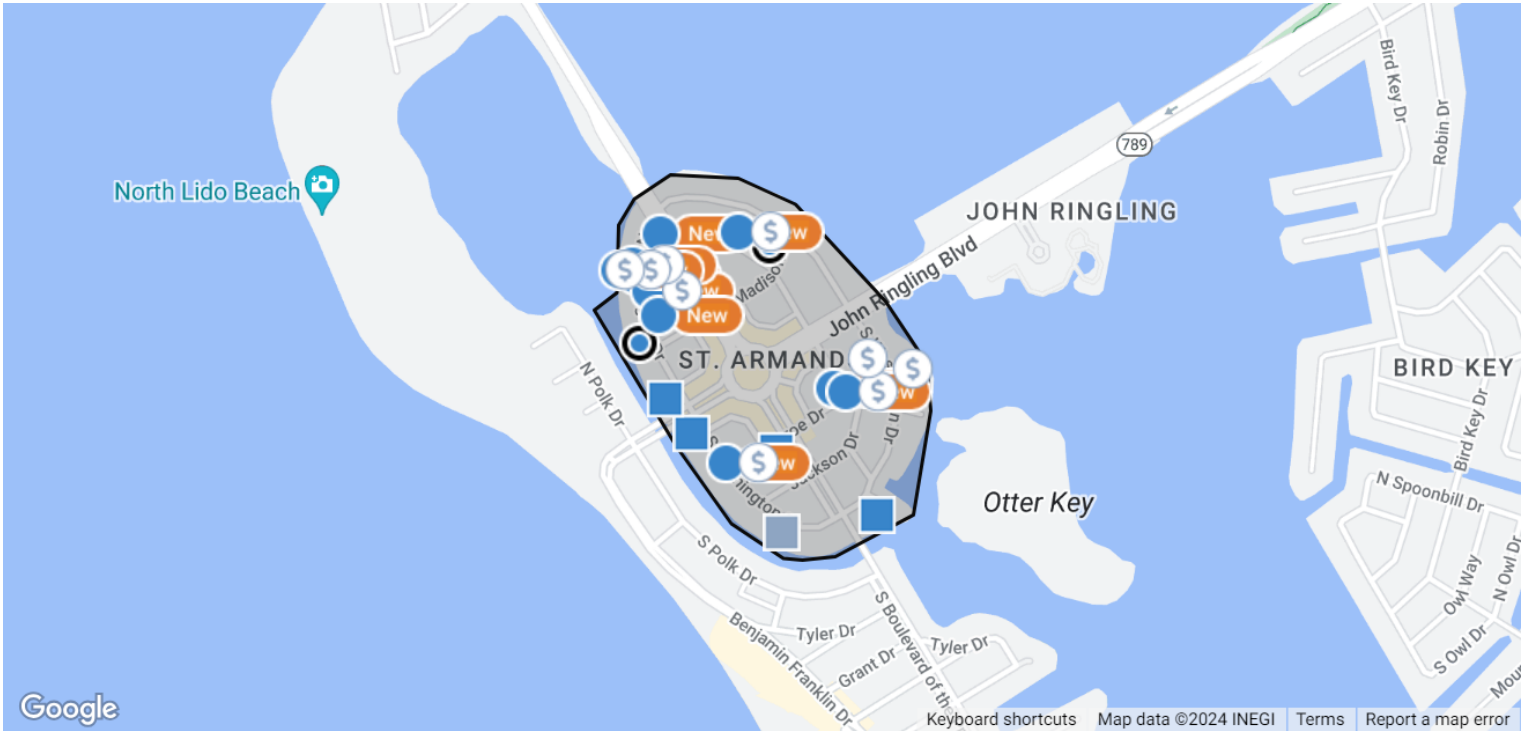 Bird Key Dr
Robin Dr
789
North Lido Beach
JOHN RINGLING
New
Madison
John Ringling Blvd
New
ST. ARMAND
BIRD KEY
N Polk Dr
Bird Key Dr
Jackson Dr
N Spoonbill Dr
Otter Key
S Polk Dr
Owl Way
N Owl Dr
S Boulevard of the
Benjamin Franklin Dr
Tyler Dr
Tyler Dr
Grant Dr
S Owl Dr
Google
Keyboard shortcuts
Map data ©2024 INEGI
Terms
Report a map error